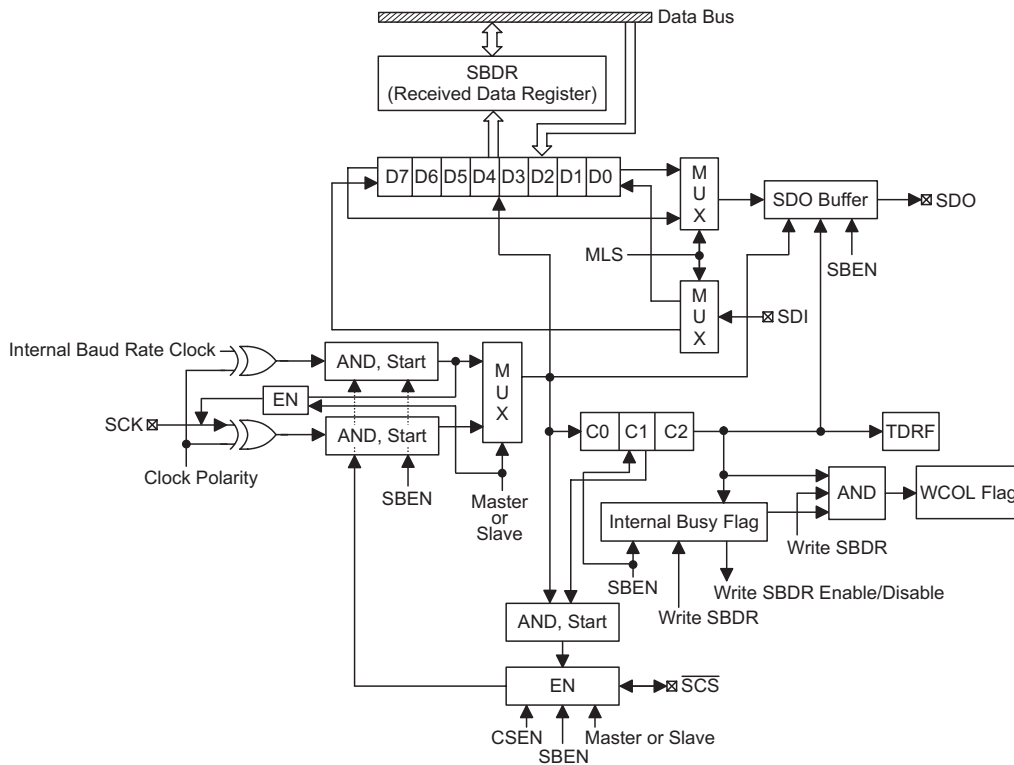 Data Bus
SBDR
(Received Data Register)
D7 D6 D5 D4 D3 D2 D1 D0
MUX
SDO Buffer
SDO
MLS
SBEN
MUX
SDI
Internal Baud Rate Clock
AND, Start
MUX
EN
SCK
AND, Start
C0 C1 C2
TDRF
Clock Polarity
SBEN
Master
or
Slave
AND
WCOL Flag
Internal Busy Flag
Write SBDR
SBEN
Write SBDR Enable/Disable
Write SBDR
AND, Start
EN
SCS
CSEN
SBEN
Master or Slave